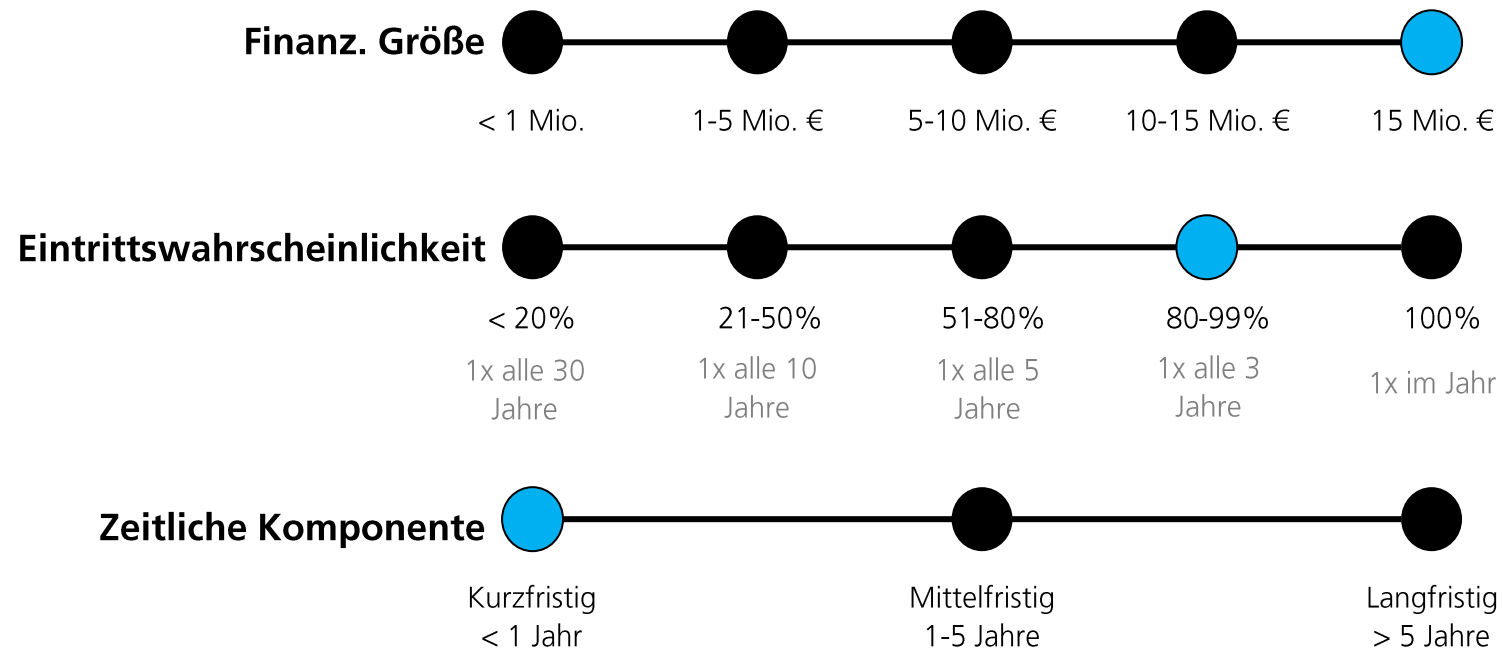 Finanz. Größe
< 1 Mio.
1-5 Mio. €
5-10 Mio. €
10-15 Mio. €
15 Mio. €
Eintrittswahrscheinlichkeit
< 20%
21-50%
51-80%
80-99%
100%
1x alle 30
Jahre
1x alle 10
Jahre
1x alle 5
Jahre
1x alle 3
Jahre
1x im Jahr
Zeitliche Komponente
Kurzfristig
< 1 Jahr
Mittelfristig
1-5 Jahre
Langfristig
> 5 Jahre